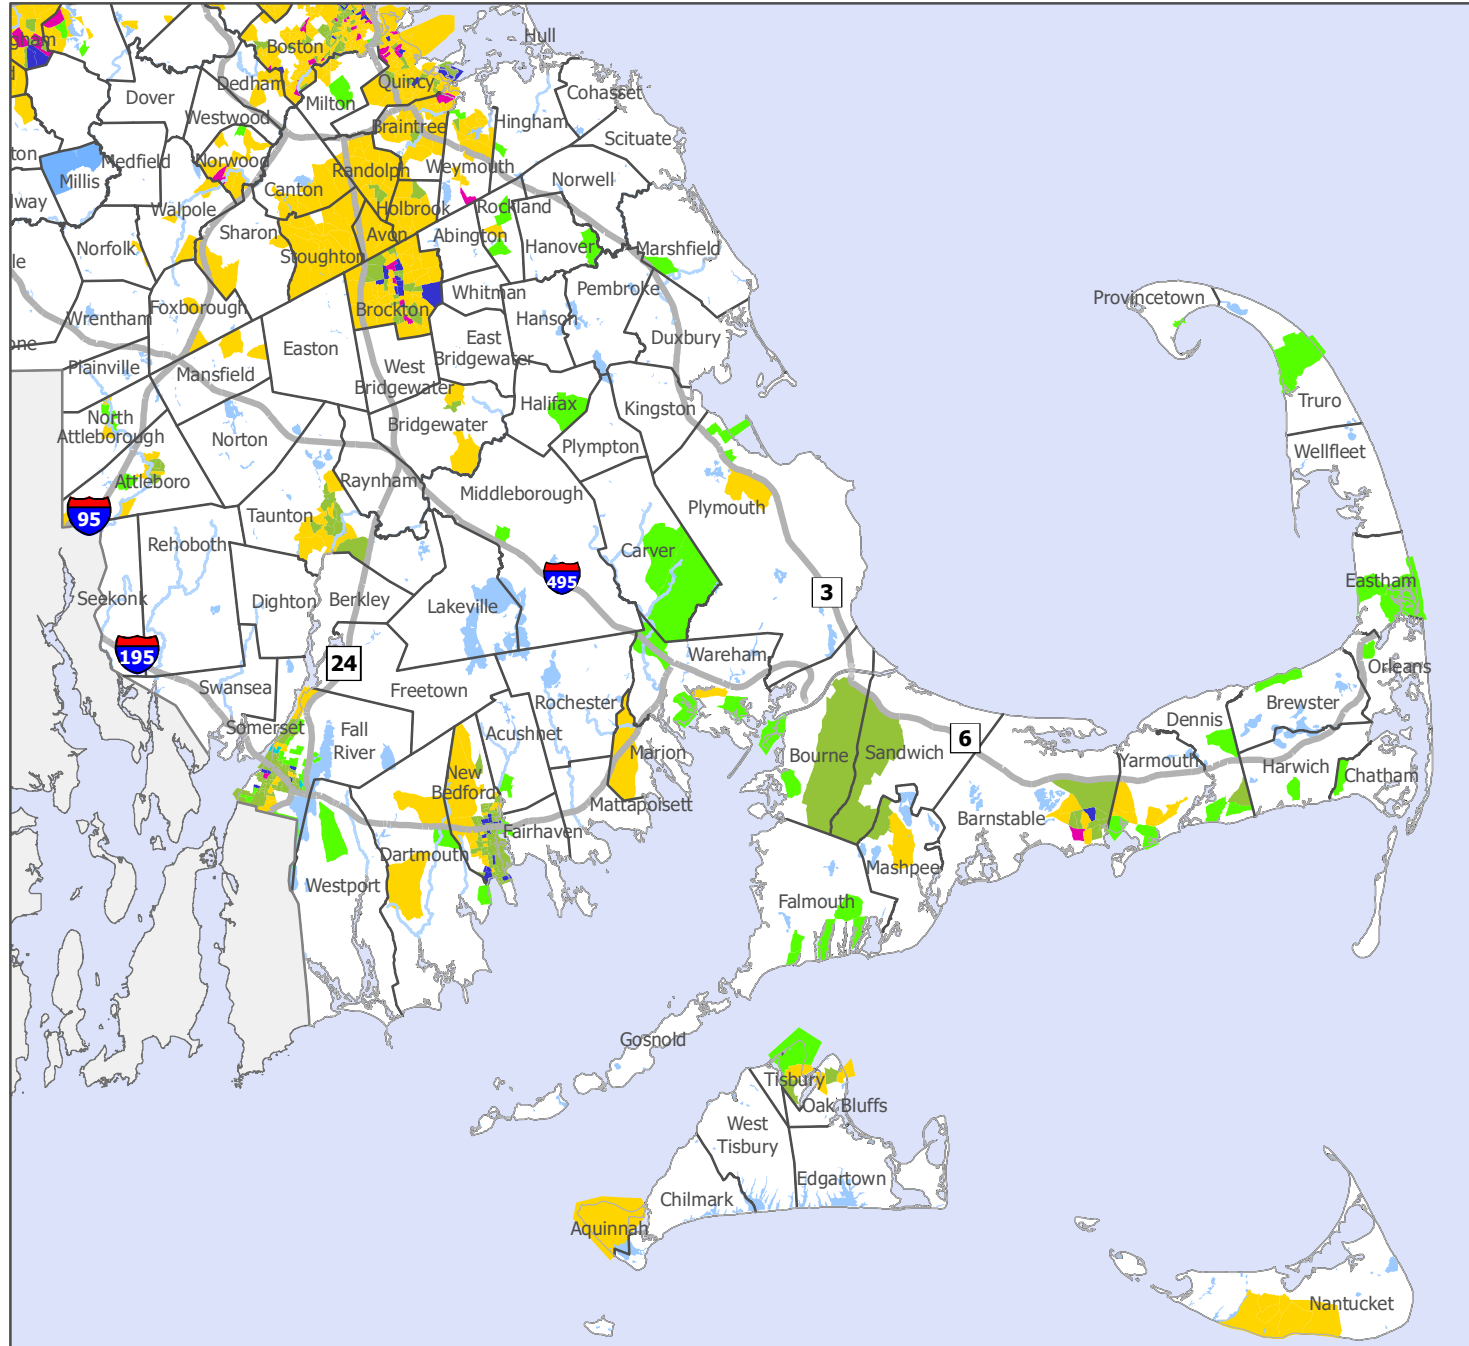 Hull
gham
Boston
Dedham
Quincy
Cohasset
Dover
Milton
Westwood
Braintree
Hingham
Scituate
ton
Medfield
Norwood
Randolph
Weymouth
Millis
Canton
Norwell
lway
Walpole
Holbrook
Rockland
Sharon
Avon
Abington
Norfolk
Hanover
Marshfield
Stoughton
le
Whitman
Pembroke
Provincetown
Wrentham
Foxborough
Brockton
Hanson
one
Easton
East
Bridgewater
Duxbury
Plainville
Mansfield
West
Bridgewater
Truro
North
Attleborough
Halifax
Kingston
Norton
Bridgewater
Plympton
Wellfleet
Attleboro
Raynham
Middleborough
Plymouth
95
Taunton
Rehoboth
Carver
495
Eastham
Seekonk
Dighton
Berkley
Lakeville
3
195
24
Wareham
Orleans
Swansea
Freetown
Rochester
Brewster
Somerset
Fall
River
Acushnet
Dennis
6
Bourne
Sandwich
Marion
Yarmouth
Harwich
Chatham
New
Bedford
Mattapoisett
Barnstable
Fairhaven
Dartmouth
Mashpee
Westport
Falmouth
Gosnold
Tisbury
Oak Bluffs
West
Tisbury
Edgartown
Chilmark
Aquinnah
Nantucket